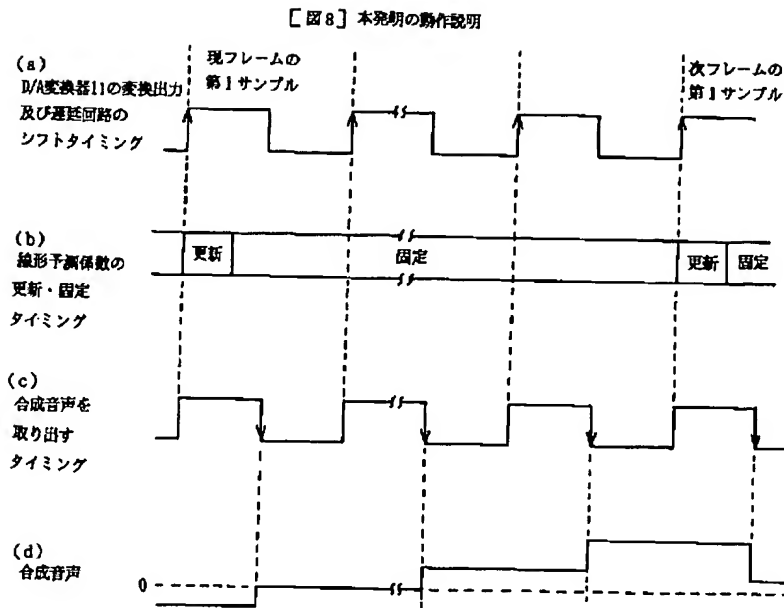 [図8] 本発明の動作説明
(a)
D/A変換器11の変換出力
及び遅延回路の
シフトタイミング
現フレームの
第1サンプル
次フレームの
第1サンプル
(b)
線形予測係数の
更新・固定
タイミング
更新
固定
更新
固定
(c)
合成音声を
取り出す
タイミング
(d)
合成音声
0